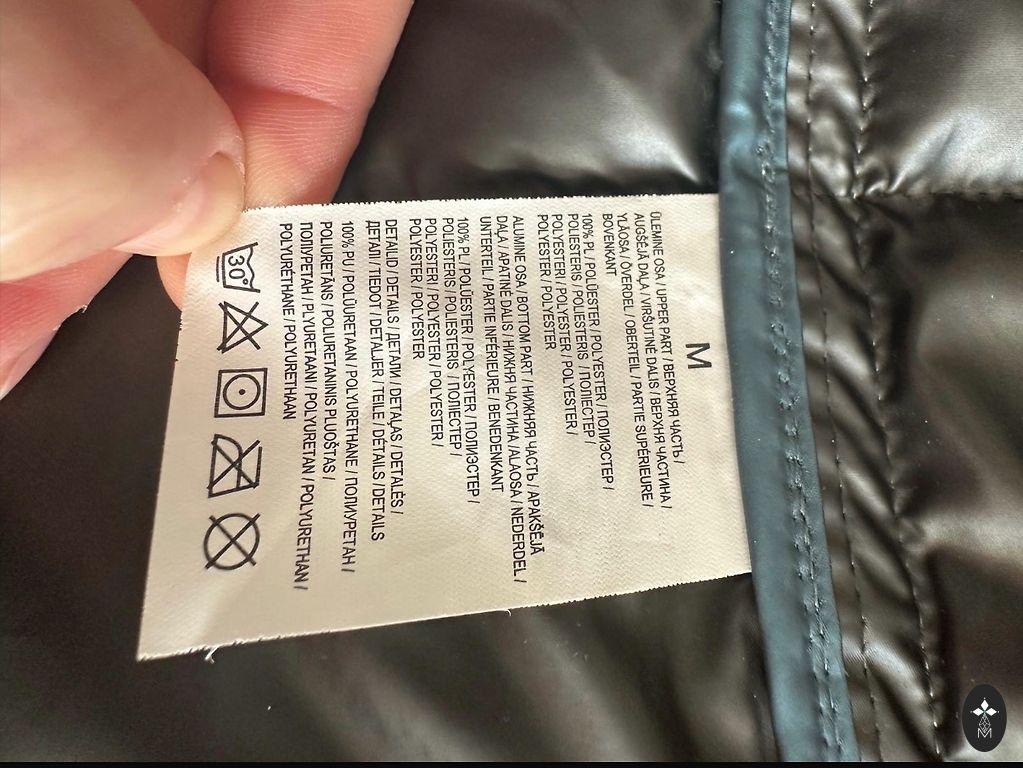 M
ÜLEMINE OSA / UPPER PART / ВЕРХНЯЯ ЧАСТЬ /
AUGŠĒJĀ DAĻA / VIRŠUTINĖ DALIS / ВЕРХНЯ ЧАСТИНА /
YLÄOSA / ÖVERDEL / OBERTEIL / PARTIE SUPÉRIEURE /
BOVENKANT
100% PL / POLÜESTER / POLYESTER / ПОЛИЭСТЕР /
POLIESTERIS / POLIESTERIS / ПОЛІЕСТЕР /
POLYESTERI / POLYESTER / POLYESTER /
POLYESTER / POLYESTER
ALUMINE OSA / BOTTOM PART / НИЖНЯЯ ЧАСТЬ / APAKŠĒJĀ
DAĻA / APATINĖ DALIS / НИЖНЯ ЧАСТИНА / ALAOSA / NEDERDEL /
UNTERTEIL / PARTIE INFÉRIEURE / BENEDENKANT
100% PL / POLÜESTER / POLYESTER / ПОЛИЭСТЕР /
POLIESTERIS / POLIESTERIS / ПОЛІЕСТЕР /
POLYESTERI / POLYESTER / POLYESTER /
POLYESTER / POLYESTER
DETAILID / DETAILS / ДЕТАЛИ / DETAĻAS / DETALĖS /
ДЕТАЛІ / TIEDOT / DETALJER / TEILE / DÉTAILS / DETAILS
100% PU / POLÜURETAAN / POLYURETHANE / ПОЛИУРЕТАН /
POLIURETĀNS / POLIURETANINIS PLUOŠTAS /
ПОЛІУРЕТАН / PLYURETAANI / POLYURETAN / POLYURETHAN /
POLYURÉTHANE / POLYURETHAAN
30°
M